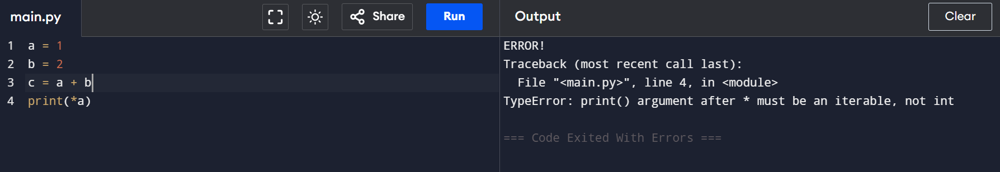 main.py
Share
Run
Output
Clear
1 a = 1
2 b = 2
3 c = a + b
4 print(*a)
ERROR!
Traceback (most recent call last):
  File "<main.py>", line 4, in <module>
TypeError: print() argument after * must be an iterable, not int
=== Code Exited With Errors ===